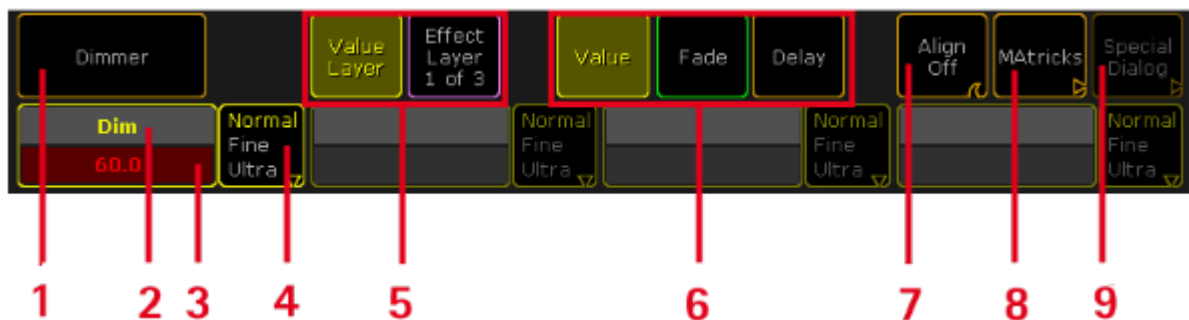 Dimmer
Value
Layer
Effect
Layer
1 of 3
Value
Fade
Delay
Align
Off
MAtricks
Special
Dialog
Dim
60.0
Normal
Fine
Ultra
Normal
Fine
Ultra
Normal
Fine
Ultra
Normal
Fine
Ultra
1 2 3 4 5 6 7 8 9